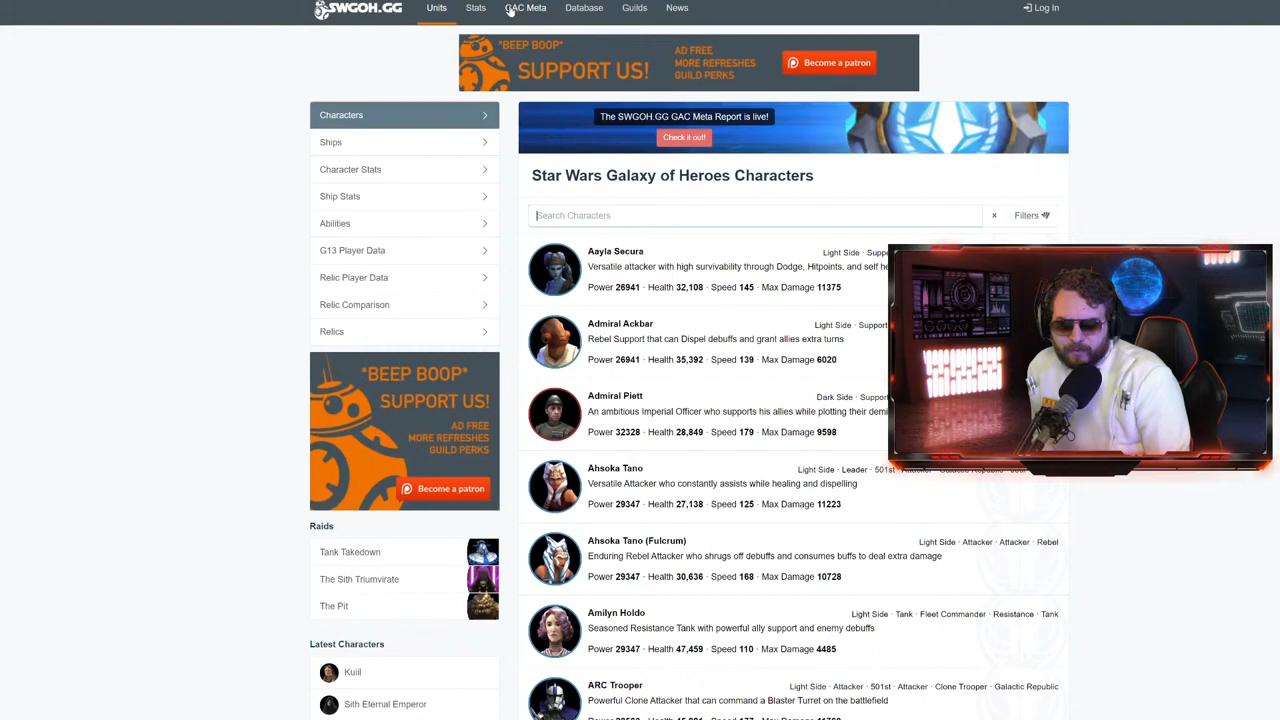 SWGOH.GG Units Stats GAC Meta Database Guilds News Log In
*BEEP BOOP*
SUPPORT US!
AD FREE
MORE REFRESHES
GUILD PERKS
Become a patron
Characters
Ships
Character Stats
Ship Stats
Abilities
G13 Player Data
Relic Player Data
Relic Comparison
Relics
*BEEP BOOP*
SUPPORT US!
AD FREE
MORE REFRESHES
GUILD PERKS
Become a patron
Raids
Tank Takedown
The Sith Triumvirate
The Pit
Latest Characters
Kuiil
Sith Eternal Emperor
The SWGOH.GG GAC Meta Report is live!
Check it out!
Star Wars Galaxy of Heroes Characters
Search Characters × Filters
Aayla Secura Light Side · Supp
Versatile attacker with high survivability through Dodge, Hitpoints, and self he
Power 26941 · Health 32,108 · Speed 145 · Max Damage 11375
Admiral Ackbar Light Side · Support
Rebel Support that can Dispel debuffs and grant allies extra turns
Power 26941 · Health 35,392 · Speed 139 · Max Damage 6020
Admiral Piett Dark Side · Suppor
An ambitious Imperial Officer who supports his allies while plotting their demi
Power 32328 · Health 28,849 · Speed 179 · Max Damage 9598
Ahsoka Tano Light Side · Leader · 501st · Attacker · Galactic Republic
Versatile Attacker who constantly assists while healing and dispelling
Power 29347 · Health 27,138 · Speed 125 · Max Damage 11223
Ahsoka Tano (Fulcrum) Light Side · Attacker · Attacker · Rebel
Enduring Rebel Attacker who shrugs off debuffs and consumes buffs to deal extra damage
Power 29347 · Health 30,636 · Speed 168 · Max Damage 10728
Amilyn Holdo Light Side · Tank · Fleet Commander · Resistance · Tank
Seasoned Resistance Tank with powerful ally support and enemy debuffs
Power 29347 · Health 47,459 · Speed 110 · Max Damage 4485
ARC Trooper Light Side · Attacker · 501st · Attacker · Clone Trooper · Galactic Republic
Powerful Clone Attacker that can command a Blaster Turret on the battlefield